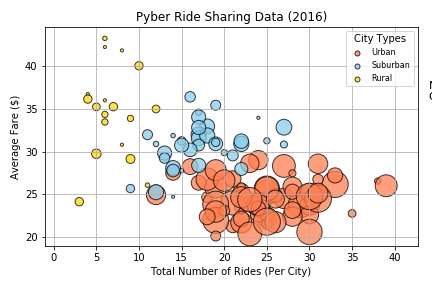 Pyber Ride Sharing Data (2016)
City Types
Urban
Suburban
Rural
Average Fare ($)
40
35
30
25
20
0
5
10
15
20
25
30
35
40
Total Number of Rides (Per City)